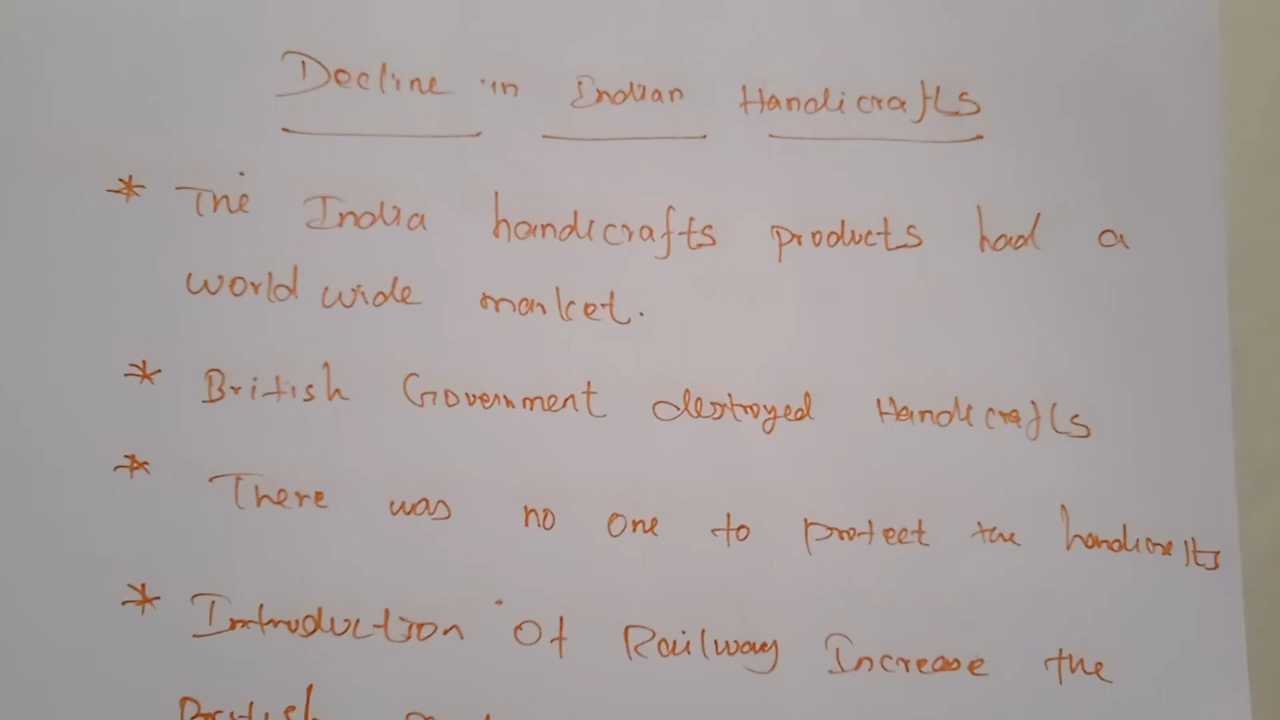 Decline in Indian Handicrafts
* The India handicrafts products had a
world wide market.
* British Government destroyed Handicrafts
* There was no one to protect the handicrafts
* Introduction Of Railway Increase the
British